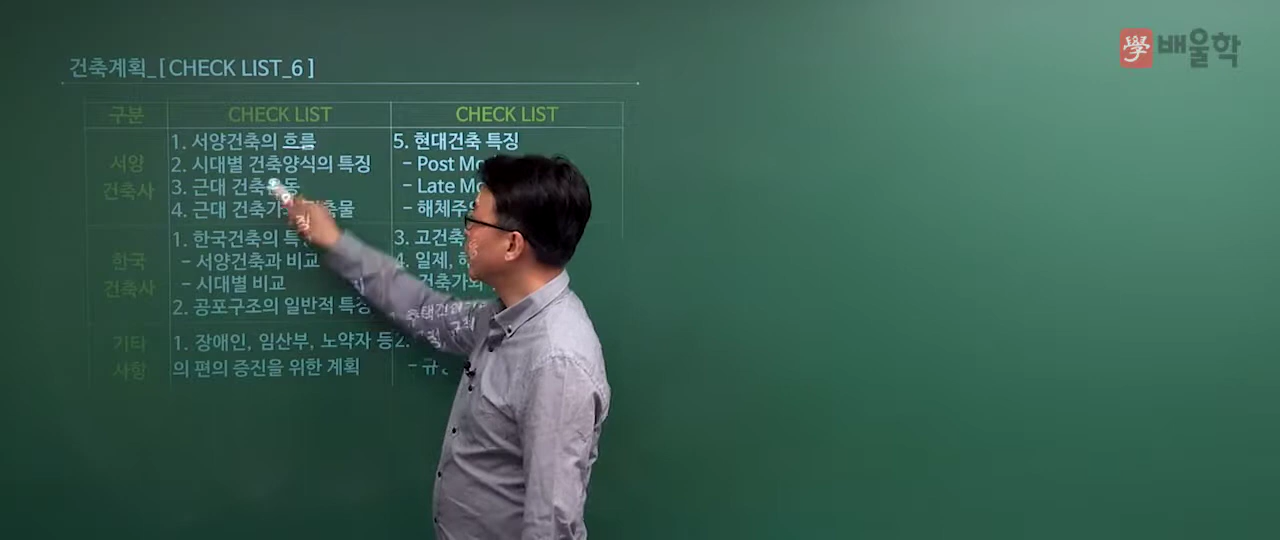 學 배울학
건축계획_[CHECK LIST_6]
구분 CHECK LIST CHECK LIST
서양
건축사
1. 서양건축의 흐름
2. 시대별 건축양식의 특징
3. 근대 건축운동
4. 근대 건축가
5. 현대건축 특징
- Post
- Late
- 해체주의
한국
건축사
1. 한국건축의
- 서양건축과 비교
- 시대별 비교
2. 공포구조의 일반적 특징
3. 고건축
4. 일제,
기타
사항
1. 장애인, 임산부, 노약자 등
의 편의 증진을 위한 계획
2.